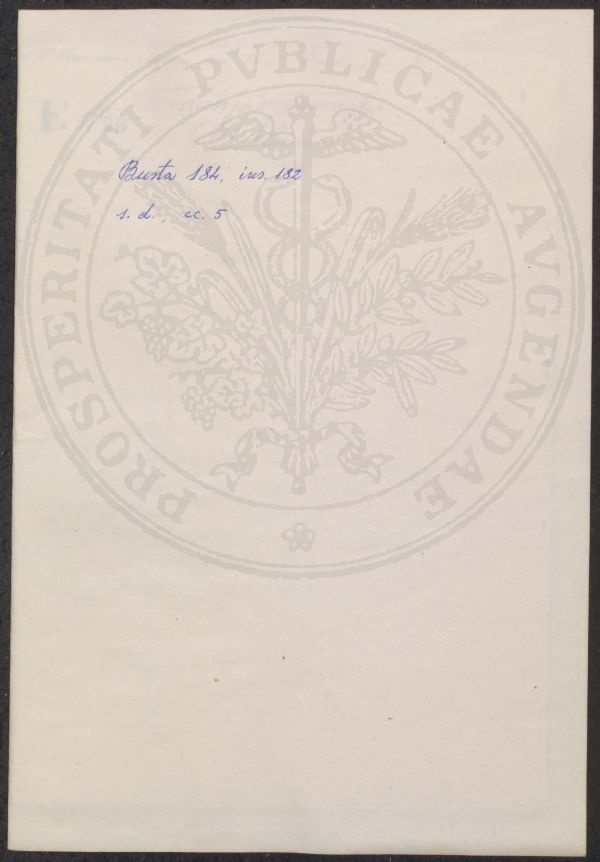 PROSPERITATI PVBLICAE AVGENDAE
Busta 184, ins. 182
s. d., cc. 5